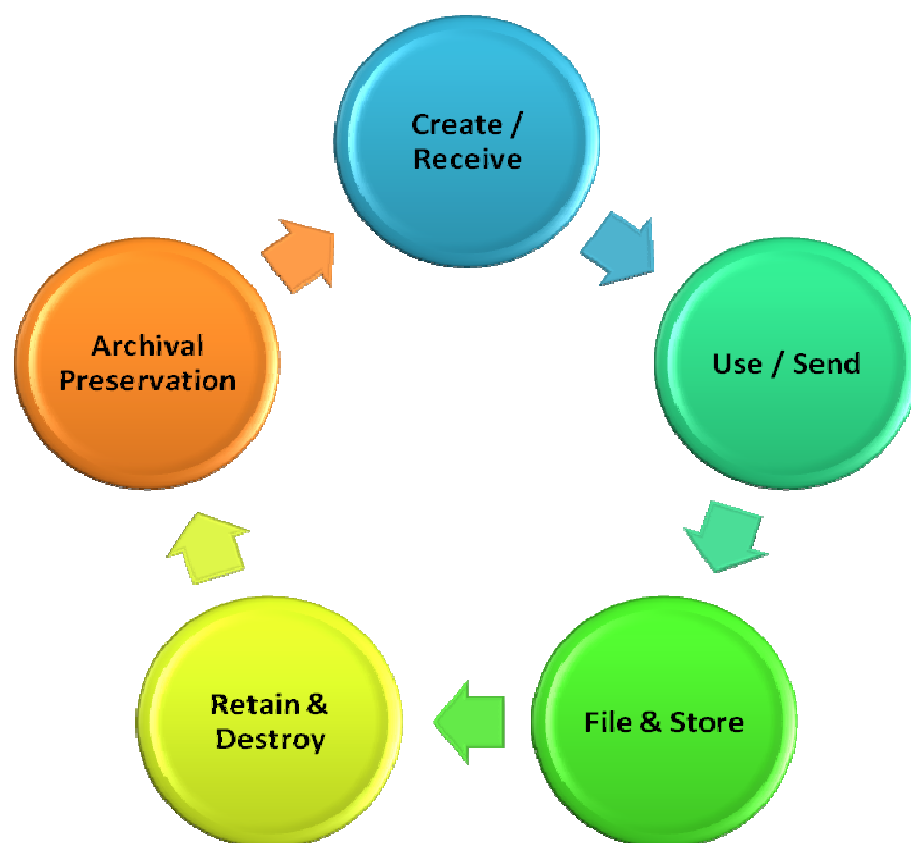 Create /
Receive
Use / Send
File & Store
Retain &
Destroy
Archival
Preservation